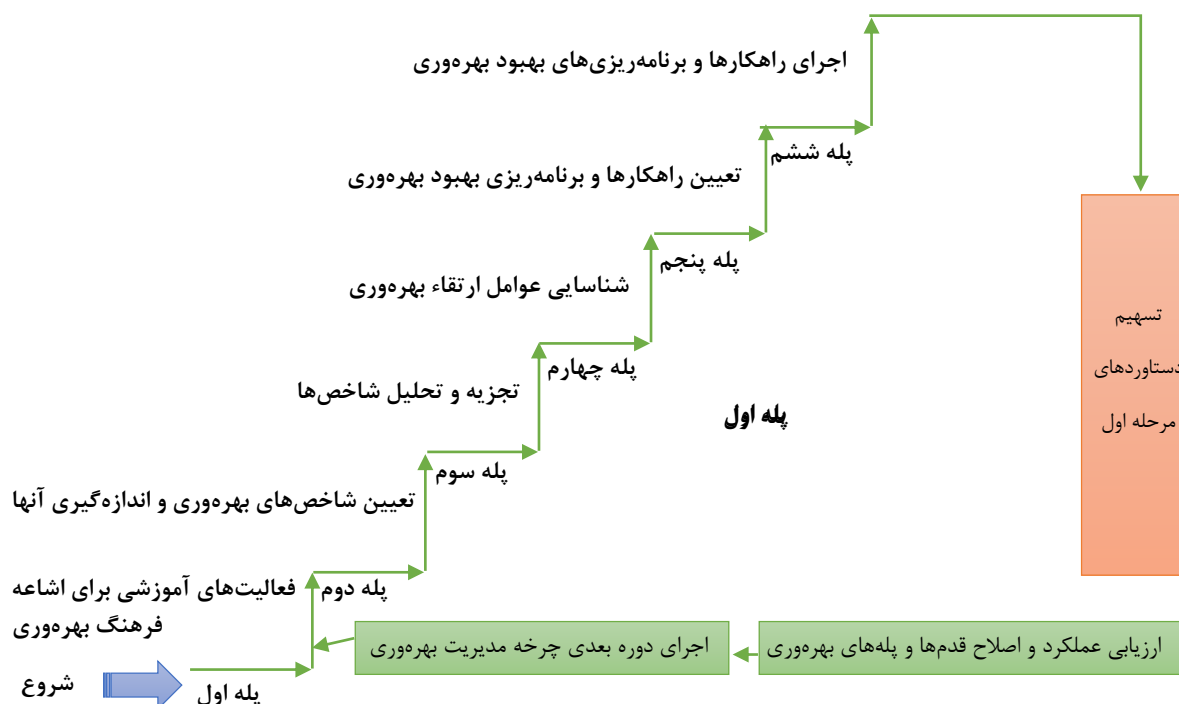 اجرای راهکارها و برنامه‌ریزی‌های بهبود بهره‌وری
پله ششم
تعیین راهکارها و برنامه‌ریزی بهبود بهره‌وری
پله پنجم
شناسایی عوامل ارتقاء بهره‌وری
پله چهارم
تجزیه و تحلیل شاخص‌ها
پله اول
پله سوم
تعیین شاخص‌های بهره‌وری و اندازه‌گیری آنها
پله دوم
فعالیت‌های آموزشی برای اشاعه
فرهنگ بهره‌وری
پله اول
شروع
تسهیم
دستاوردهای
مرحله اول
ارزیابی عملکرد و اصلاح قدم‌ها و پله‌های بهره‌وری
اجرای دوره بعدی چرخه مدیریت بهره‌وری